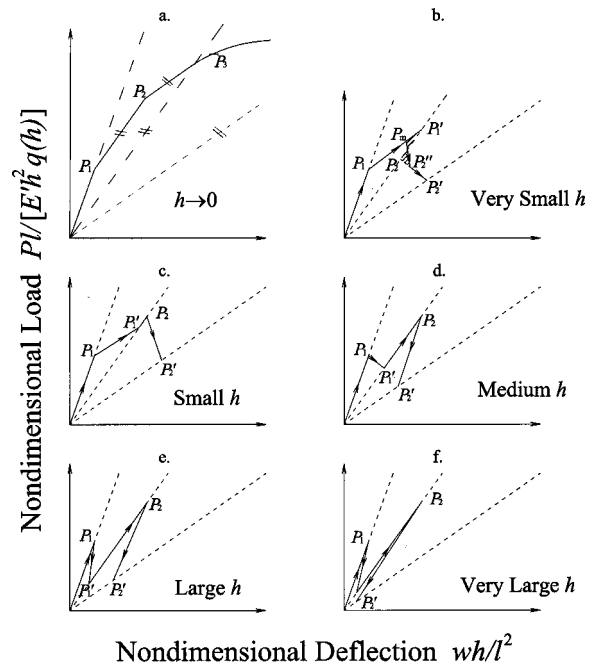 a.
P3
P2
P1
h→0
b.
Pm
P1'
P1
P2
P2''
P2'
Very Small h
c.
P2
P1'
P1
P2'
Small h
d.
P2
P1
P1'
P2'
Medium h
e.
P2
P1
P1'
P2'
Large h
f.
P2
P1
P2'
Very Large h
Nondimensional Load Pl/[E'h² q(h)]
Nondimensional Deflection wh/l²